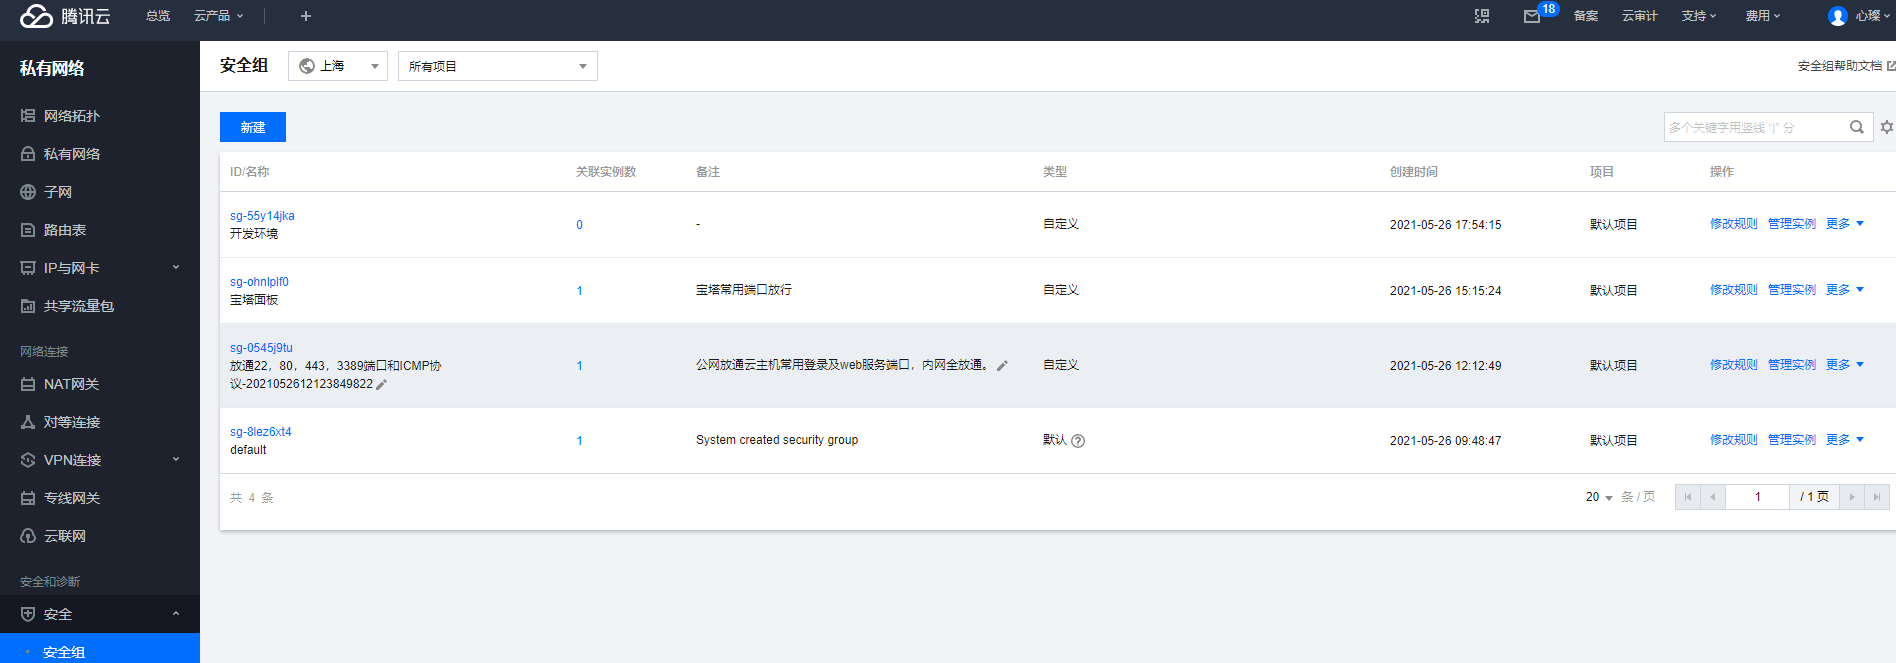 腾讯云
总览
云产品
18
备案
云审计
支持
费用
心璨
私有网络
网络拓扑
私有网络
子网
路由表
IP与网卡
共享流量包
网络连接
NAT网关
对等连接
VPN连接
专线网关
云联网
安全和诊断
安全
安全组
安全组
上海
所有项目
安全组帮助文档
新建
多个关键字用竖线 "|" 分
ID/名称 关联实例数 备注 类型 创建时间 项目 操作
sg-55y14jka
开发环境
0 - 自定义 2021-05-26 17:54:15 默认项目 修改规则 管理实例 更多
sg-ohnlplf0
宝塔面板
1 宝塔常用端口放行 自定义 2021-05-26 15:15:24 默认项目 修改规则 管理实例 更多
sg-0545j9tu
放通22，80，443，3389端口和ICMP协
议-2021052612123849822
1 公网放通云主机常用登录及web服务端口，内网全放通。 自定义 2021-05-26 12:12:49 默认项目 修改规则 管理实例 更多
sg-8lez6xt4
default
1 System created security group 默认 2021-05-26 09:48:47 默认项目 修改规则 管理实例 更多
共 4 条
20 条 / 页 1 / 1 页